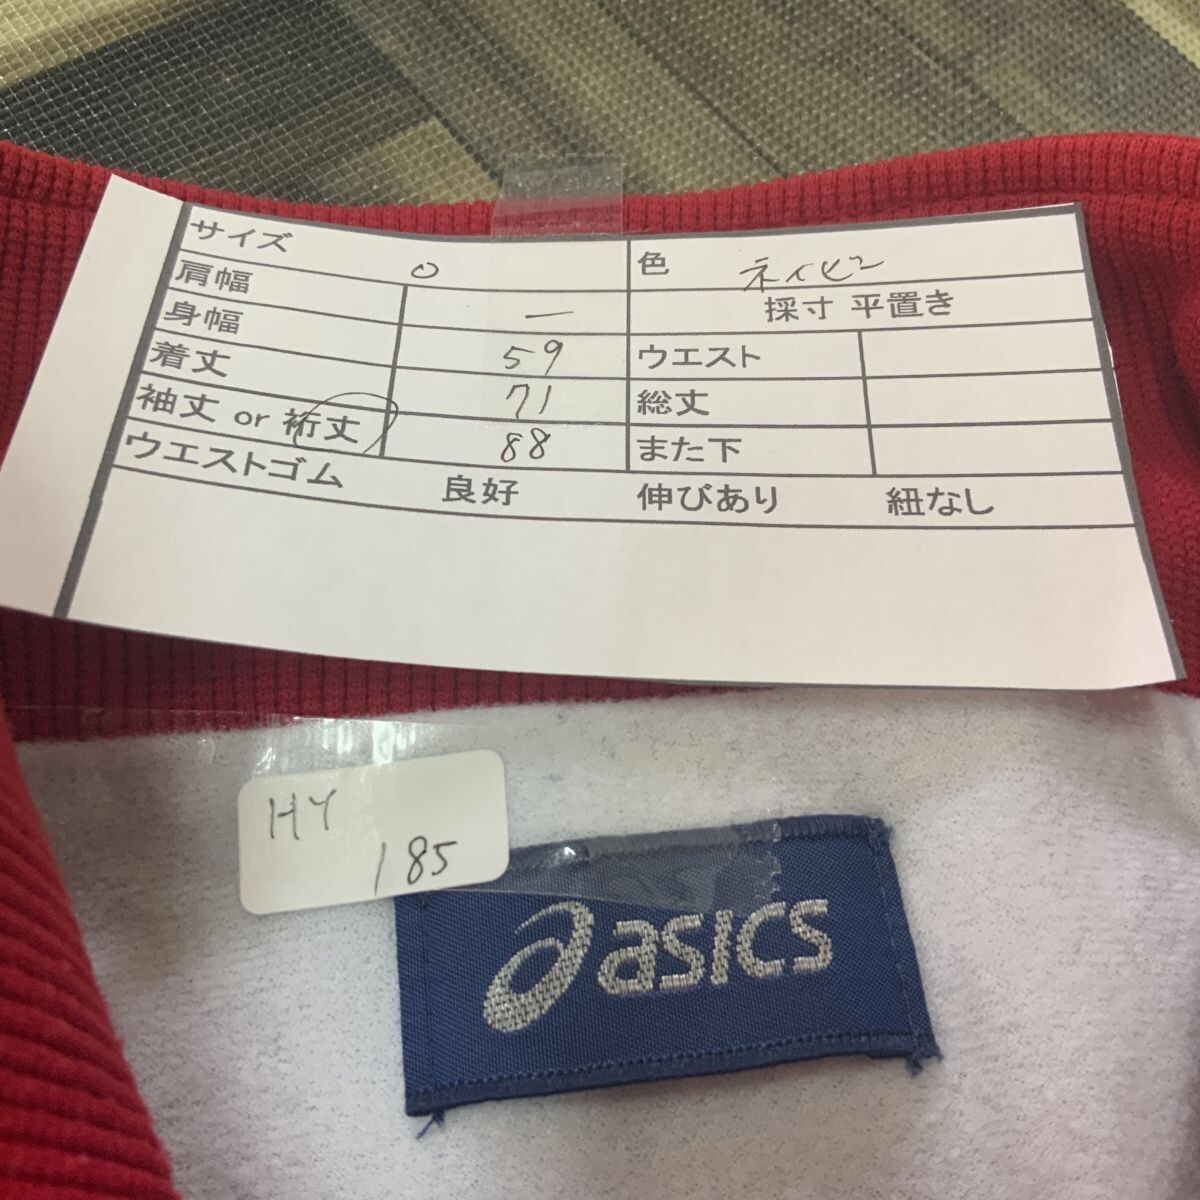 サイズ O 色 ネイビー
肩幅 — 採寸 平置き
身幅 59 ウエスト
着丈 71 総丈
袖丈 or 裄丈 88 また下
ウエストゴム 良好 伸びあり 紐なし
HY
185
asics